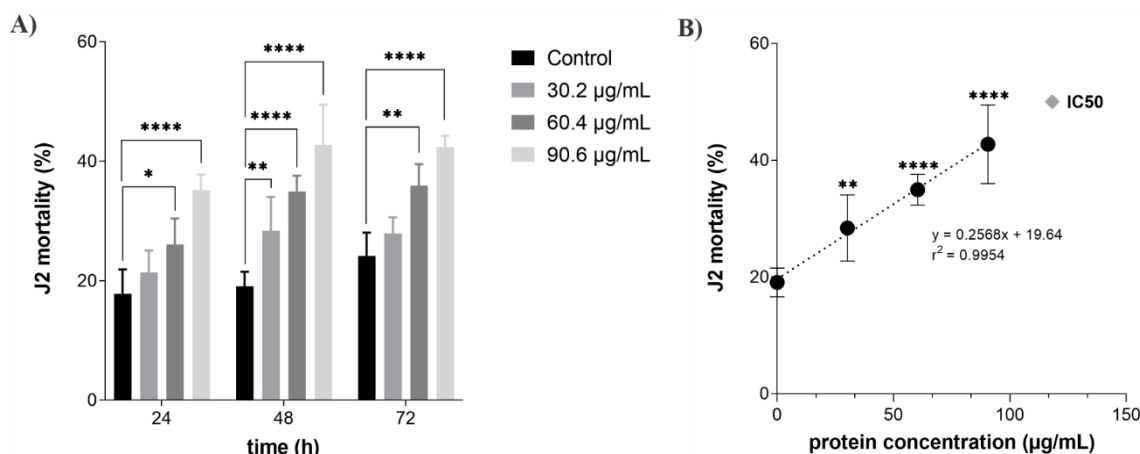 A)
J2 mortality (%)
60
40
20
0
****
*
****
****
**
****
**
24
48
72
time (h)
Control
30.2 µg/mL
60.4 µg/mL
90.6 µg/mL
B)
J2 mortality (%)
60
40
20
0
**
****
****
IC50
y = 0.2568x + 19.64
r² = 0.9954
0
50
100
150
protein concentration (µg/mL)